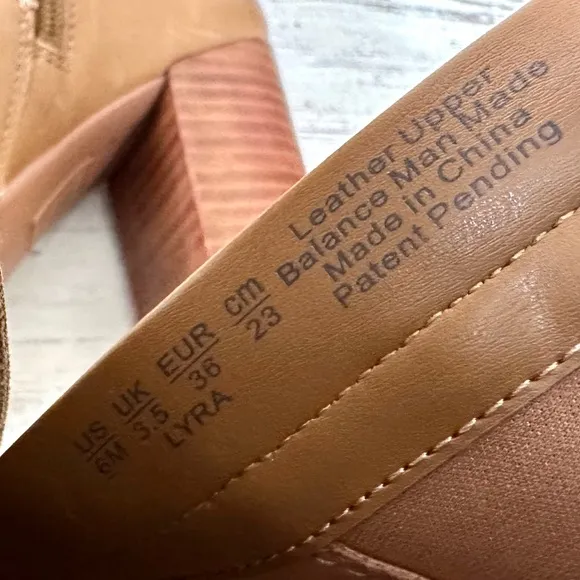 US UK EUR cm
6M 3.5 36 23
LYRA
Leather Upper
Balance Man Made
Made in China
Patent Pending